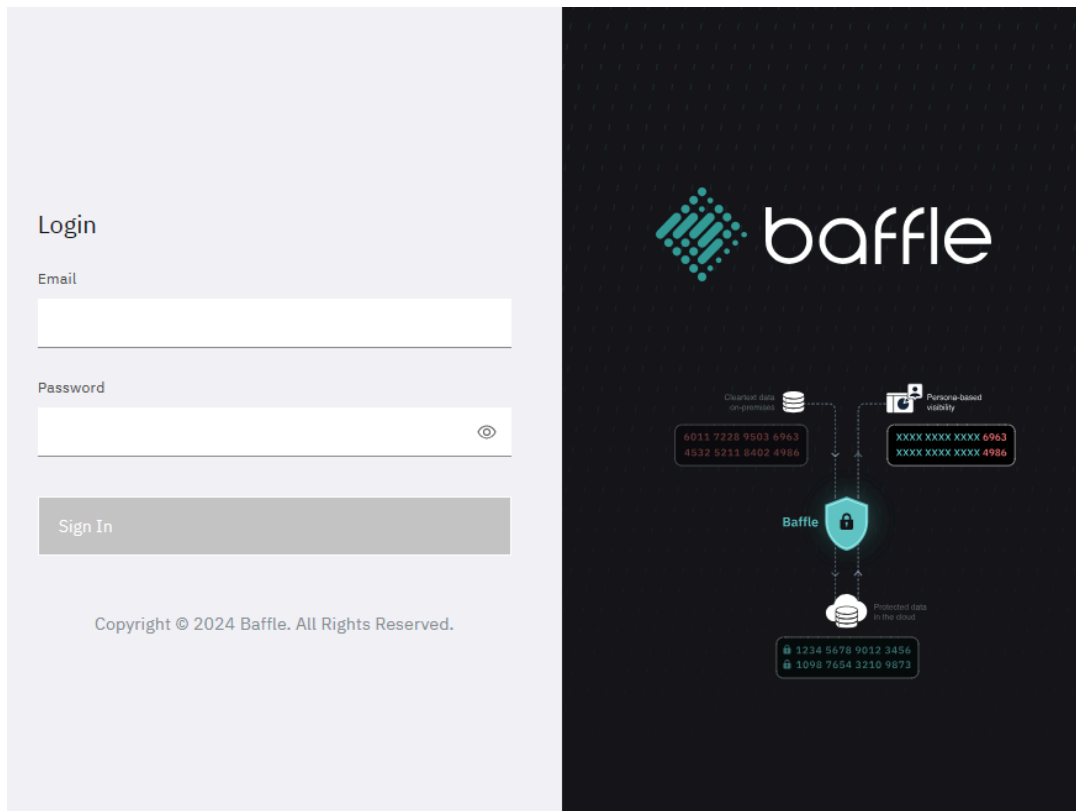 Login
Email
Password
Sign In
Copyright © 2024 Baffle. All Rights Reserved.
baffle
Cleartext data
on-premises
6011 7228 9503 6963
4532 5211 8402 4986
Persona-based
visibility
XXXX XXXX XXXX 6963
XXXX XXXX XXXX 4986
Baffle
Protected data
in the cloud
1234 5678 9012 3456
1098 7654 3210 9873